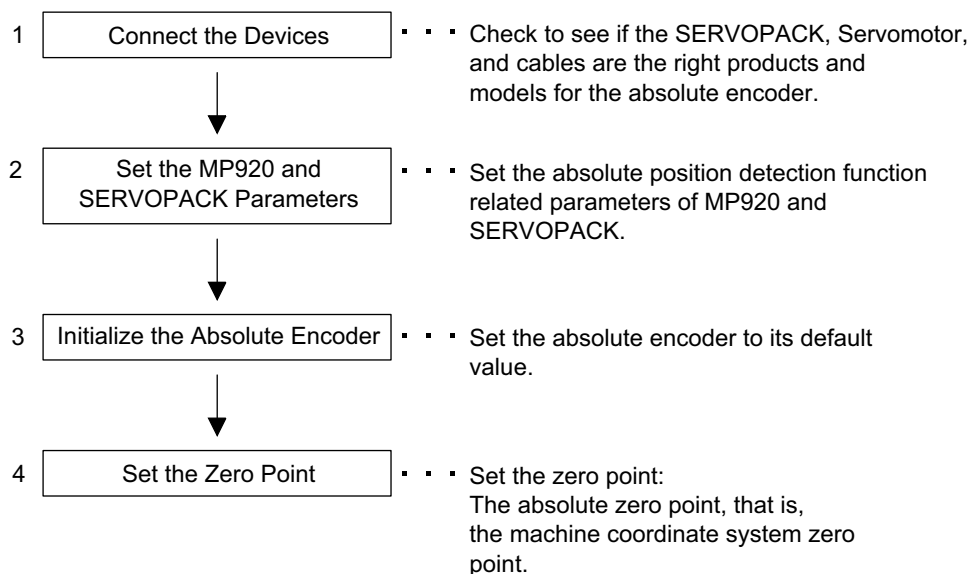 1 Connect the Devices · · · Check to see if the SERVOPACK, Servomotor,
and cables are the right products and
models for the absolute encoder.
2 Set the MP920 and
SERVOPACK Parameters · · · Set the absolute position detection function
related parameters of MP920 and
SERVOPACK.
3 Initialize the Absolute Encoder · · · Set the absolute encoder to its default
value.
4 Set the Zero Point · · · Set the zero point:
The absolute zero point, that is,
the machine coordinate system zero
point.